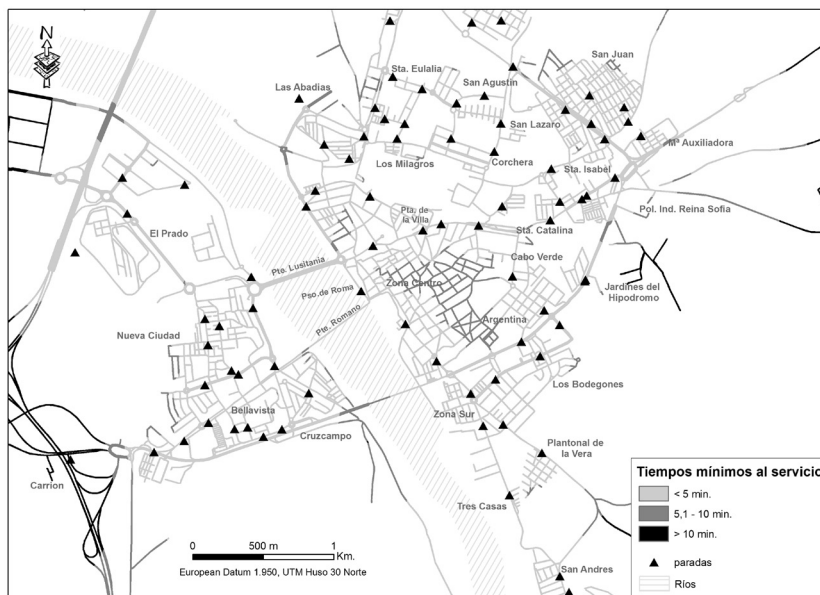 N
Sta. Eulalia
San Juan
Las Abadias
San Agustín
San Lazaro
Mª Auxiliadora
Los Milagros
Corchera
Sta. Isabel
Pta. de
la Villa
Pol. Ind. Reina Sofia
El Prado
Sta. Catalina
Pte. Lusitania
Cabo Verde
Zona Centro
Pso. de Roma
Jardines del
Hipodromo
Pte. Romano
Argentina
Nueva Ciudad
Los Bodegones
Bellavista
Zona Sur
Cruzcampo
Plantonal de
la Vera
Carrion
Tres Casas
San Andres
0 500 m 1
Km.
European Datum 1.950, UTM Huso 30 Norte
Tiempos mínimos al servicio
< 5 min.
5,1 - 10 min.
> 10 min.
paradas
Ríos